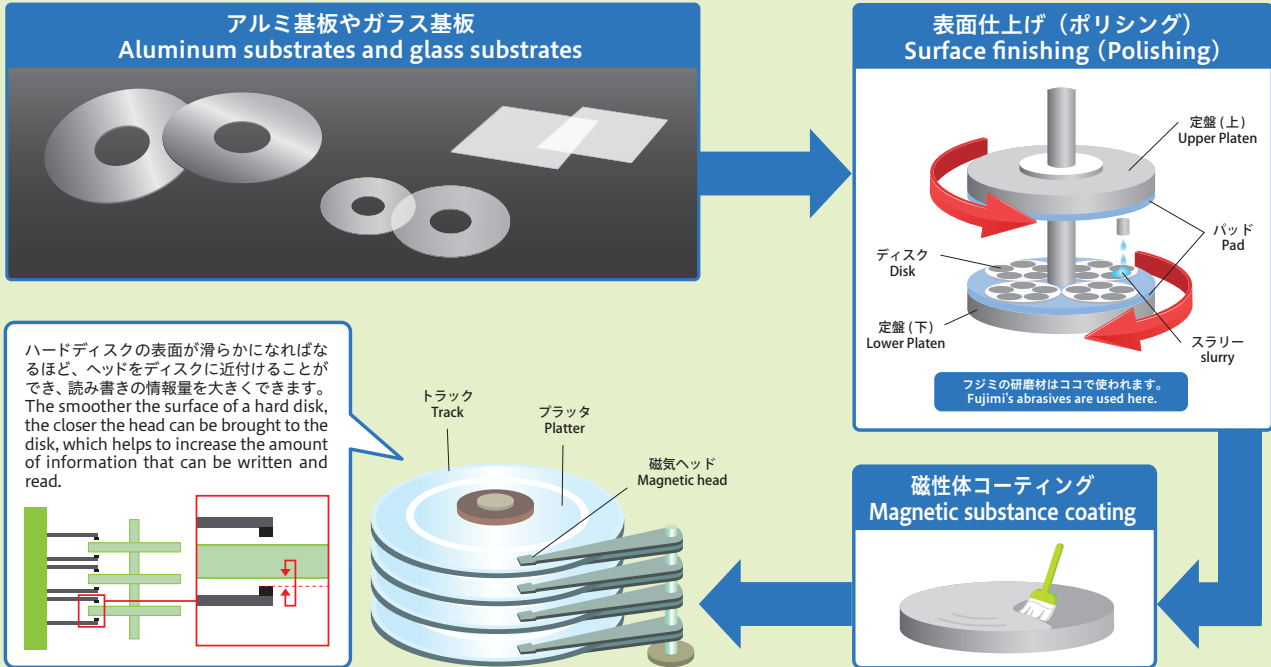 アルミ基板やガラス基板
Aluminum substrates and glass substrates
表面仕上げ（ポリシング）
Surface finishing (Polishing)
定盤(上)
Upper Platen
パッド
Pad
ディスク
Disk
定盤(下)
Lower Platen
スラリー
slurry
フジミの研磨材はココで使われます。
Fujimi's abrasives are used here.
磁性体コーティング
Magnetic substance coating
トラック
Track
プラッタ
Platter
磁気ヘッド
Magnetic head
ハードディスクの表面が滑らかになればな
るほど、ヘッドをディスクに近付けることが
でき、読み書きの情報量を大きくできます。
The smoother the surface of a hard disk,
the closer the head can be brought to the
disk, which helps to increase the amount
of information that can be written and
read.